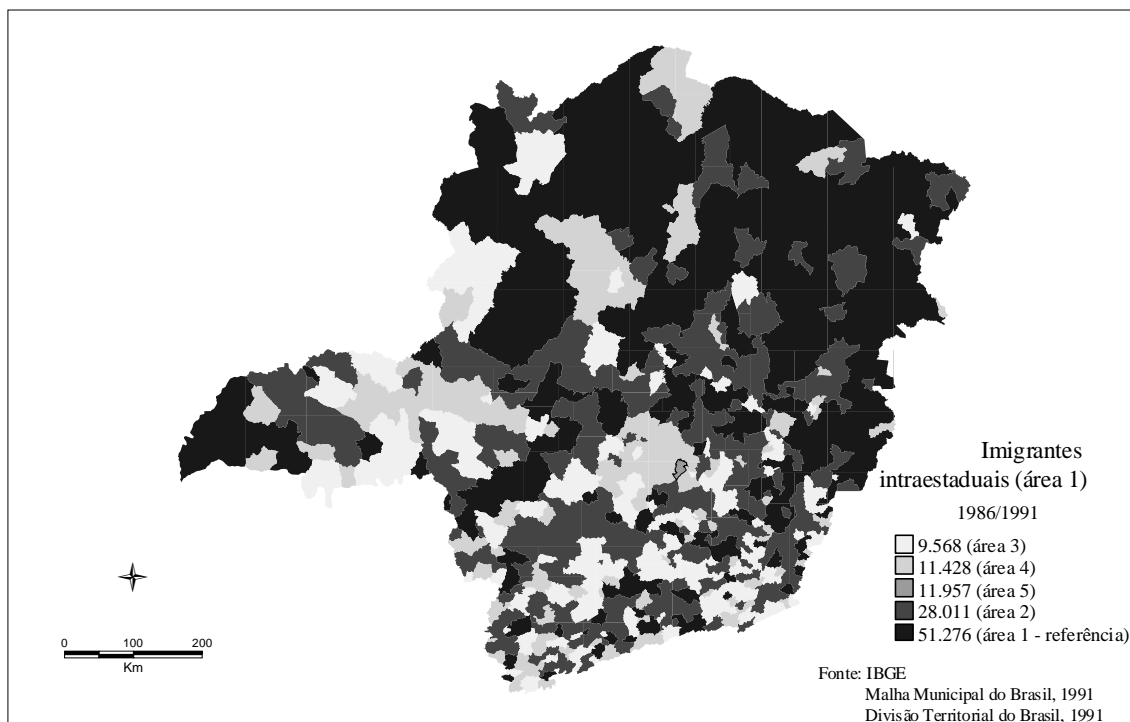 Imigrantes
intraestaduais (área 1)
1986/1991
9.568 (área 3)
11.428 (área 4)
11.957 (área 5)
28.011 (área 2)
51.276 (área 1 - referência)
0 100 200
Km
Fonte: IBGE
Malha Municipal do Brasil, 1991
Divisão Territorial do Brasil, 1991